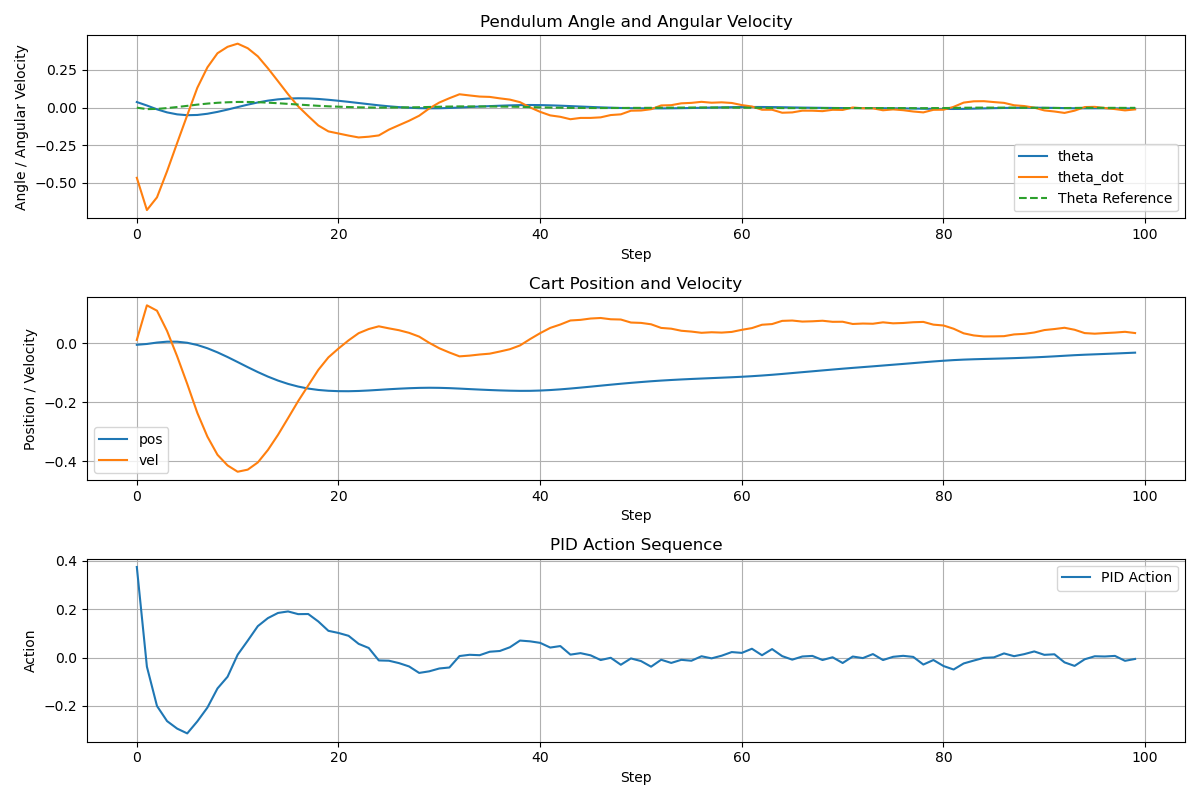 Pendulum Angle and Angular Velocity
Angle / Angular Velocity
0.25
0.00
−0.25
−0.50
theta
theta_dot
Theta Reference
0 20 40 60 80 100
Step
Cart Position and Velocity
Position / Velocity
0.0
−0.2
−0.4
pos
vel
0 20 40 60 80 100
Step
PID Action Sequence
Action
0.4
0.2
0.0
−0.2
PID Action
0 20 40 60 80 100
Step